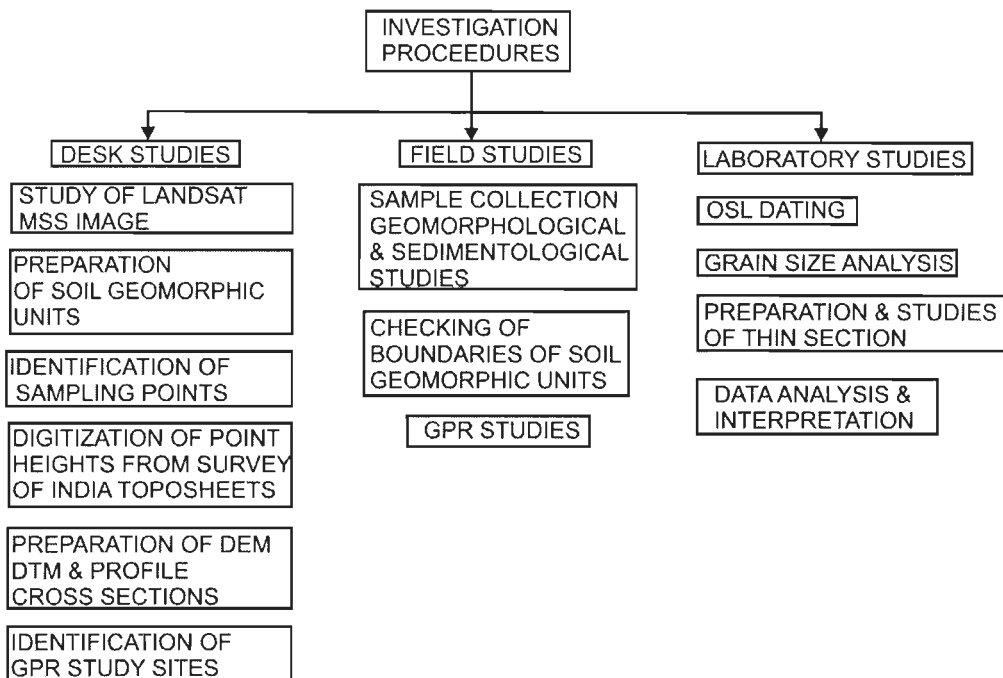 INVESTIGATION
PROCEEDURES
DESK STUDIES
STUDY OF LANDSAT
MSS IMAGE
PREPARATION
OF SOIL GEOMORPHIC
UNITS
IDENTIFICATION OF
SAMPLING POINTS
DIGITIZATION OF POINT
HEIGHTS FROM SURVEY
OF INDIA TOPOSHEETS
PREPARATION OF DEM
DTM & PROFILE
CROSS SECTIONS
IDENTIFICATION OF
GPR STUDY SITES
FIELD STUDIES
SAMPLE COLLECTION
GEOMORPHOLOGICAL
& SEDIMENTOLOGICAL
STUDIES
CHECKING OF
BOUNDARIES OF SOIL
GEOMORPHIC UNITS
GPR STUDIES
LABORATORY STUDIES
OSL DATING
GRAIN SIZE ANALYSIS
PREPARATION & STUDIES
OF THIN SECTION
DATA ANALYSIS &
INTERPRETATION